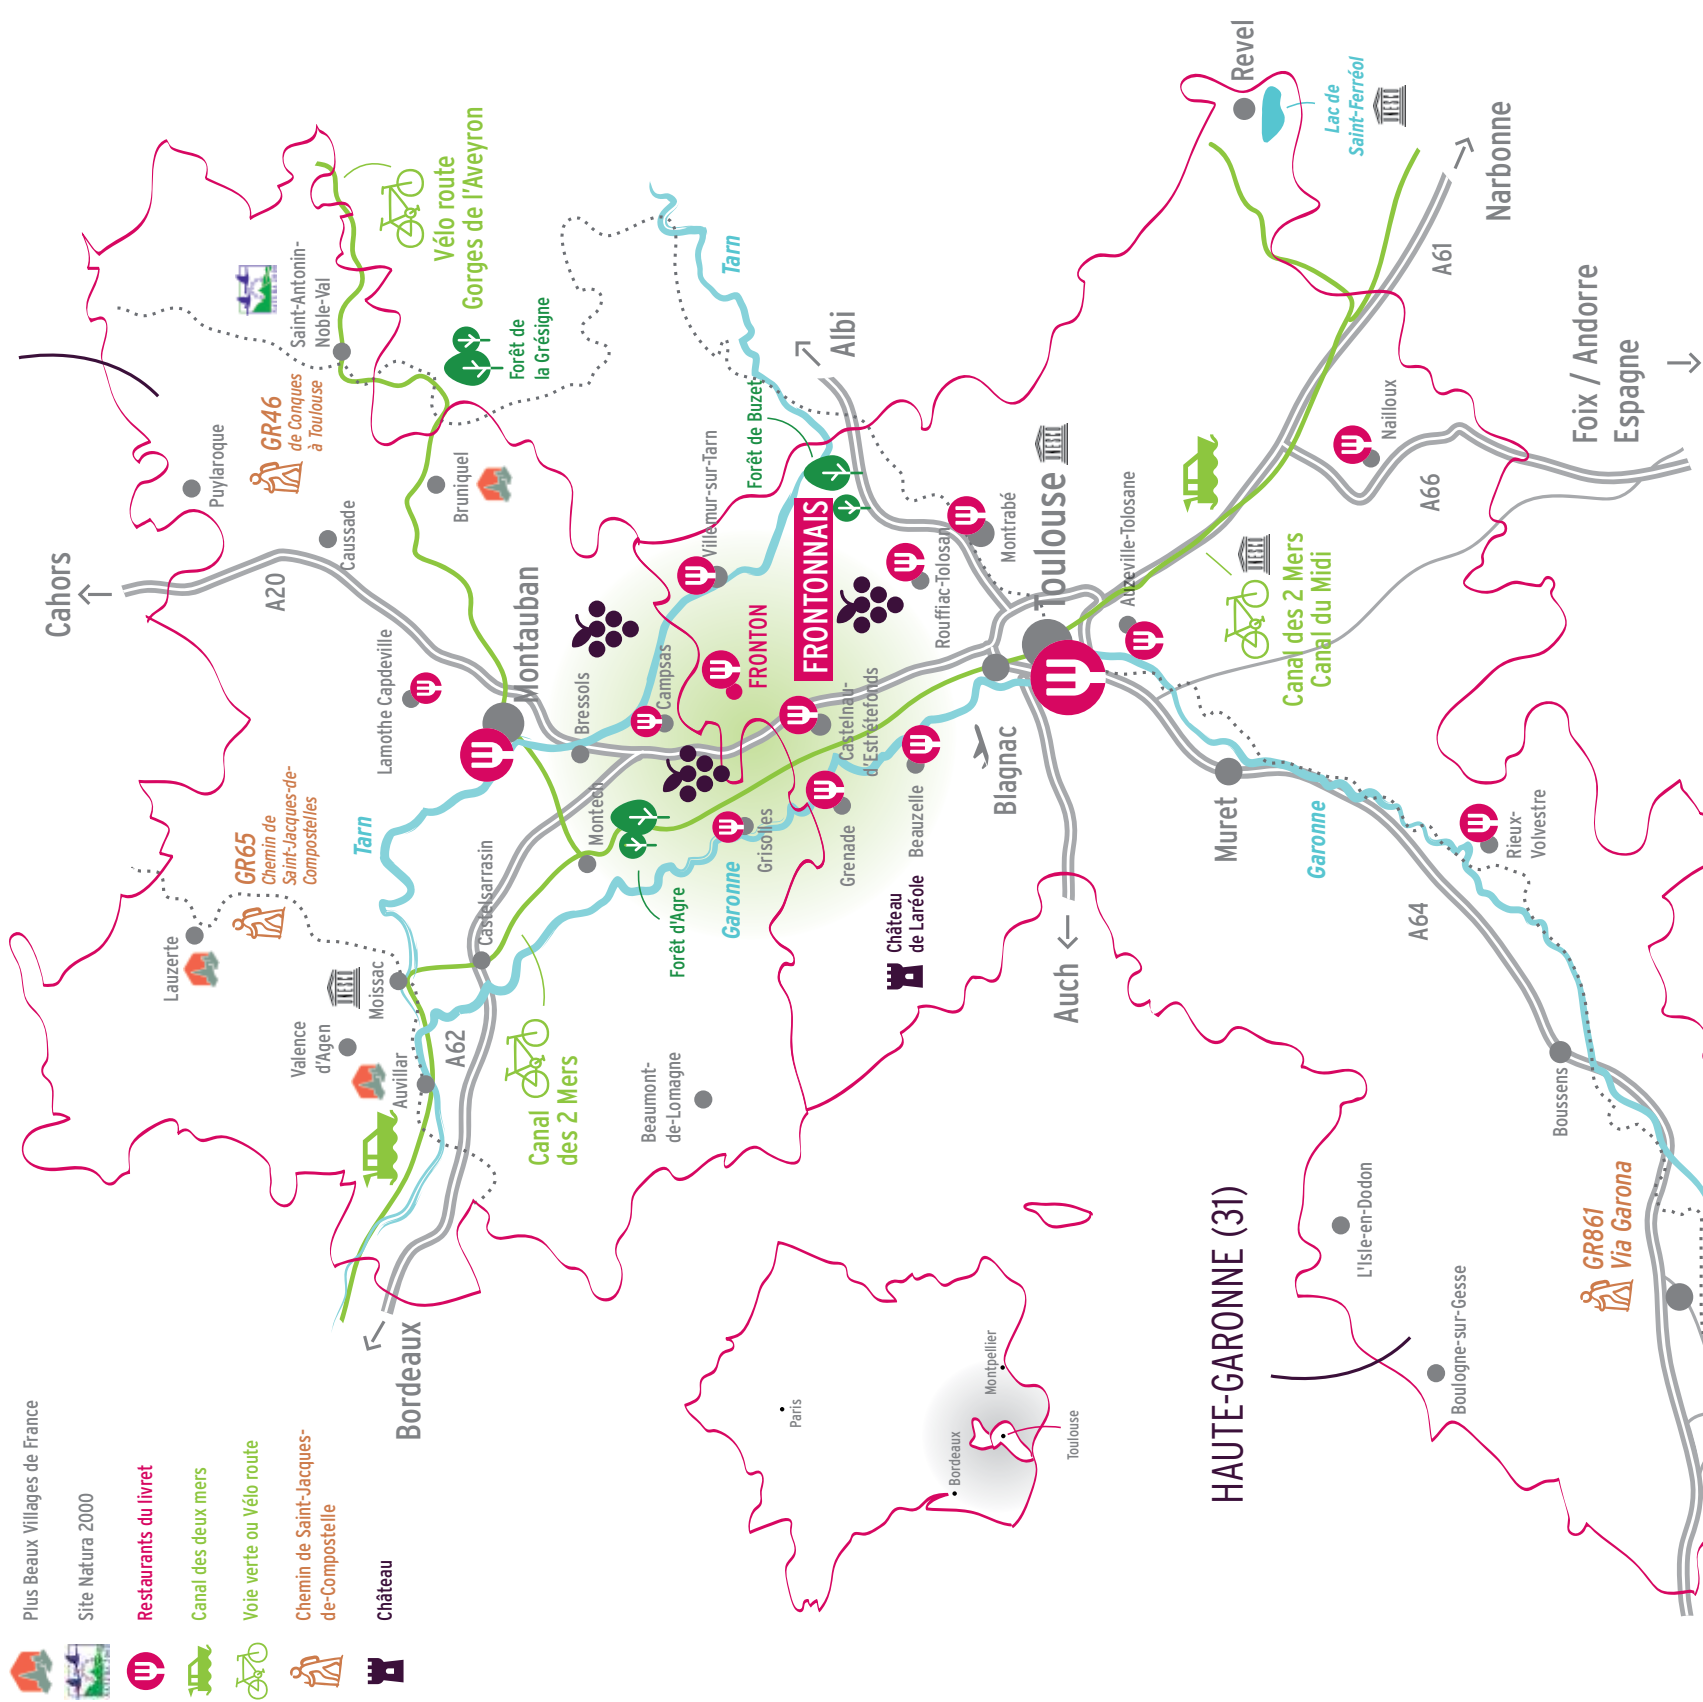 Plus Beaux Villages de France
Site Natura 2000
Restaurants du livret
Canal des deux mers
Voie verte ou Vélo route
Chemin de Saint-Jacques-
de-Compostelle
Château
Cahors
A20
Puylaroque
Caussade
GR46
de Conques
à Toulouse
Saint-Antonin-
Noble-Val
Vélo route
Gorges de l'Aveyron
Forêt de
la Grésigne
Bruniquel
Lamothe Capdeville
Montauban
Lauzerte
GR65
Chemin de
Saint-Jacques-de-
Compostelles
Tarn
Moissac
UNESCO
Valence
d'Agen
Auvillar
A62
Castelsarrasin
Bordeaux
Canal
des 2 Mers
Beaumont-
de-Lomagne
Montech
Bressols
Campsas
Forêt d'Agre
Garonne
Grisolles
Villemur-sur-Tarn
Forêt de Buzet
Tarn
Albi
FRONTON
FRONTONNAIS
Castelnau-
d'Estrétefonds
Grenade
Beauzelle
Château
de Laréole
Rouffiac-Tolosan
Montrabé
Toulouse
UNESCO
Blagnac
Auch
Auzeville-Tolosane
Canal des 2 Mers
Canal du Midi
UNESCO
Revel
Lac de
Saint-Ferréol
UNESCO
Narbonne
A61
Nailloux
A66
Foix / Andorre
Espagne
Muret
Garonne
A64
Rieux-
Volvestre
Boussens
GR861
Via Garona
L'Isle-en-Dodon
Boulogne-sur-Gesse
HAUTE-GARONNE (31)
Paris
Bordeaux
Montpellier
Toulouse